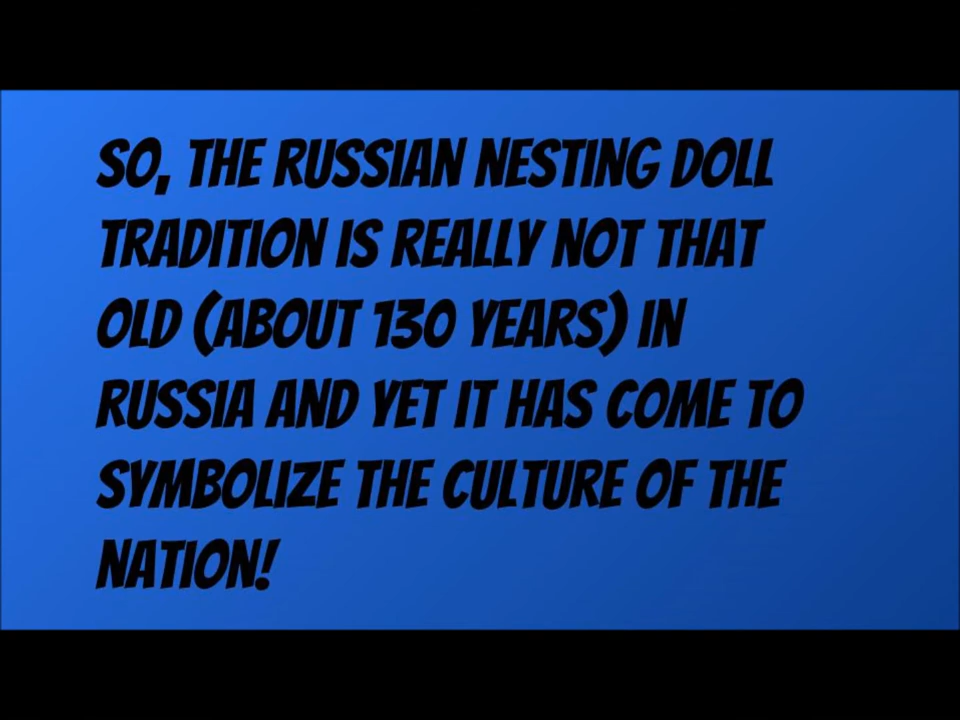 SO, THE RUSSIAN NESTING DOLL
TRADITION IS REALLY NOT THAT
OLD (ABOUT 130 YEARS) IN
RUSSIA AND YET IT HAS COME TO
SYMBOLIZE THE CULTURE OF THE
NATION!